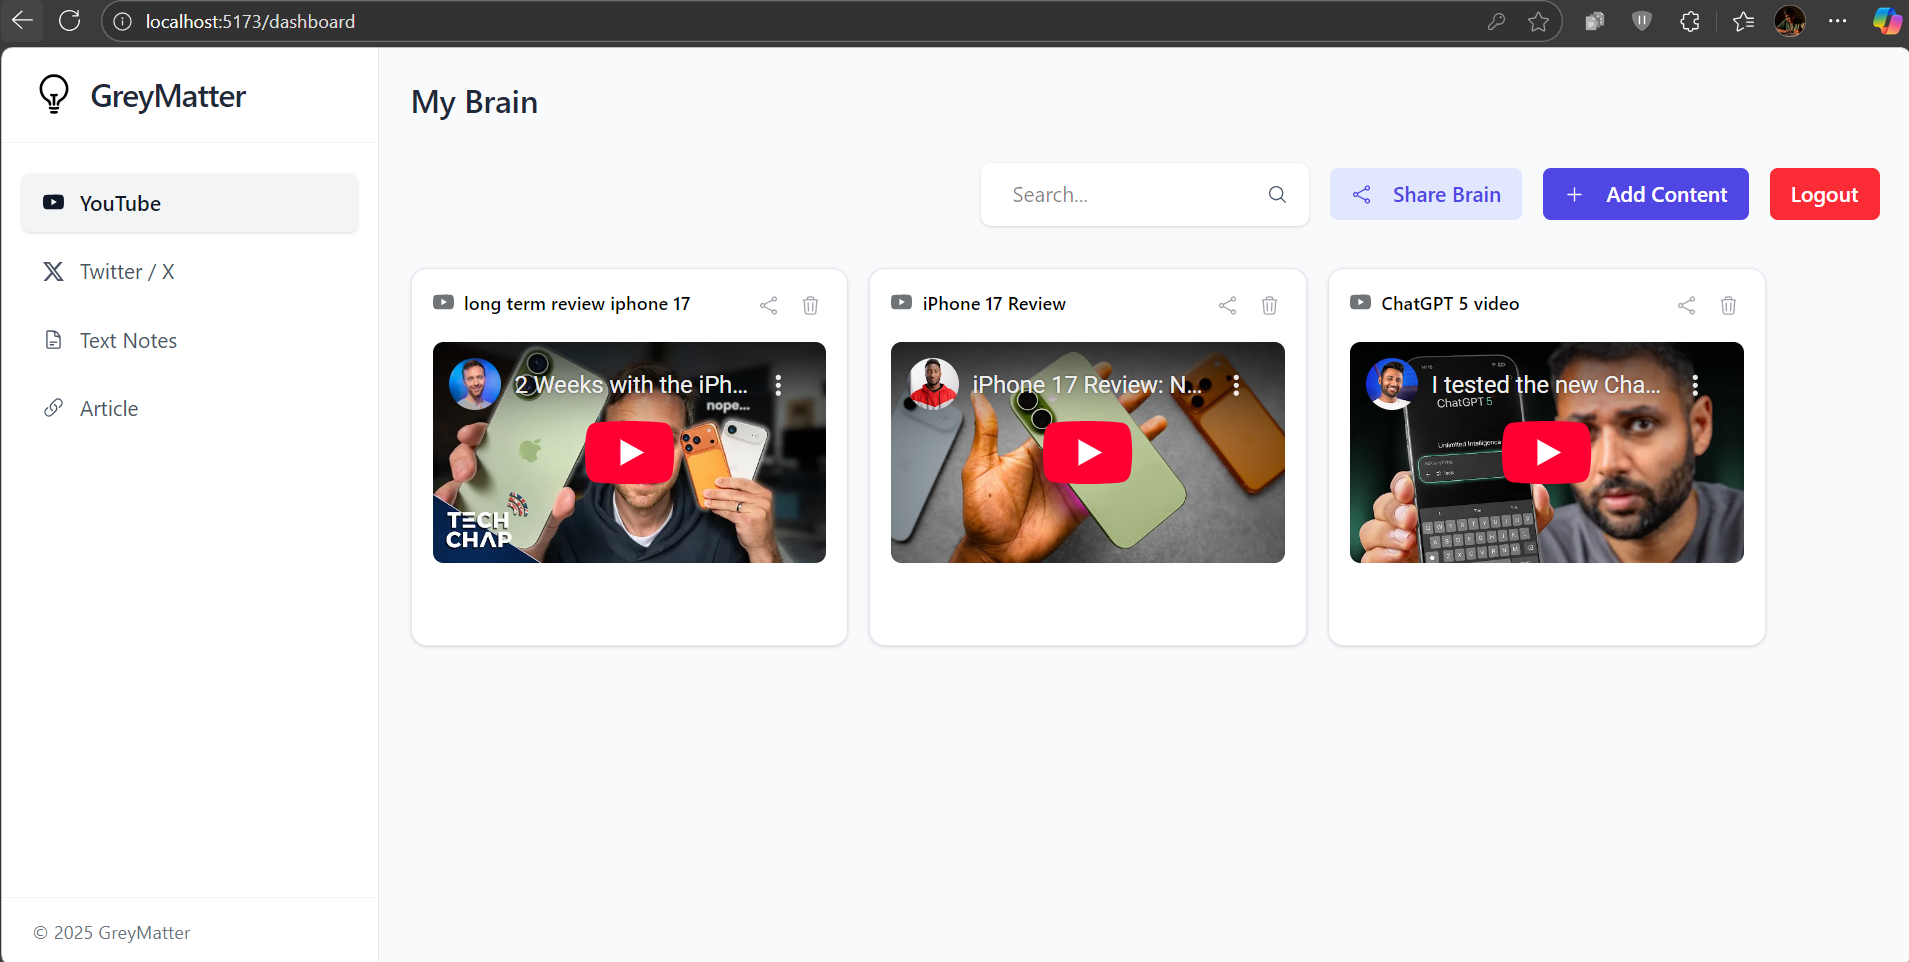 localhost:5173/dashboard
GreyMatter
YouTube
Twitter / X
Text Notes
Article
© 2025 GreyMatter
My Brain
Search...
Share Brain
Add Content
Logout
long term review iphone 17
2 Weeks with the iPh...
nope...
TECH
CHAP
iPhone 17 Review
iPhone 17 Review: N...
ChatGPT 5 video
I tested the new Cha...
ChatGPT 5
Unlimited Intelligence